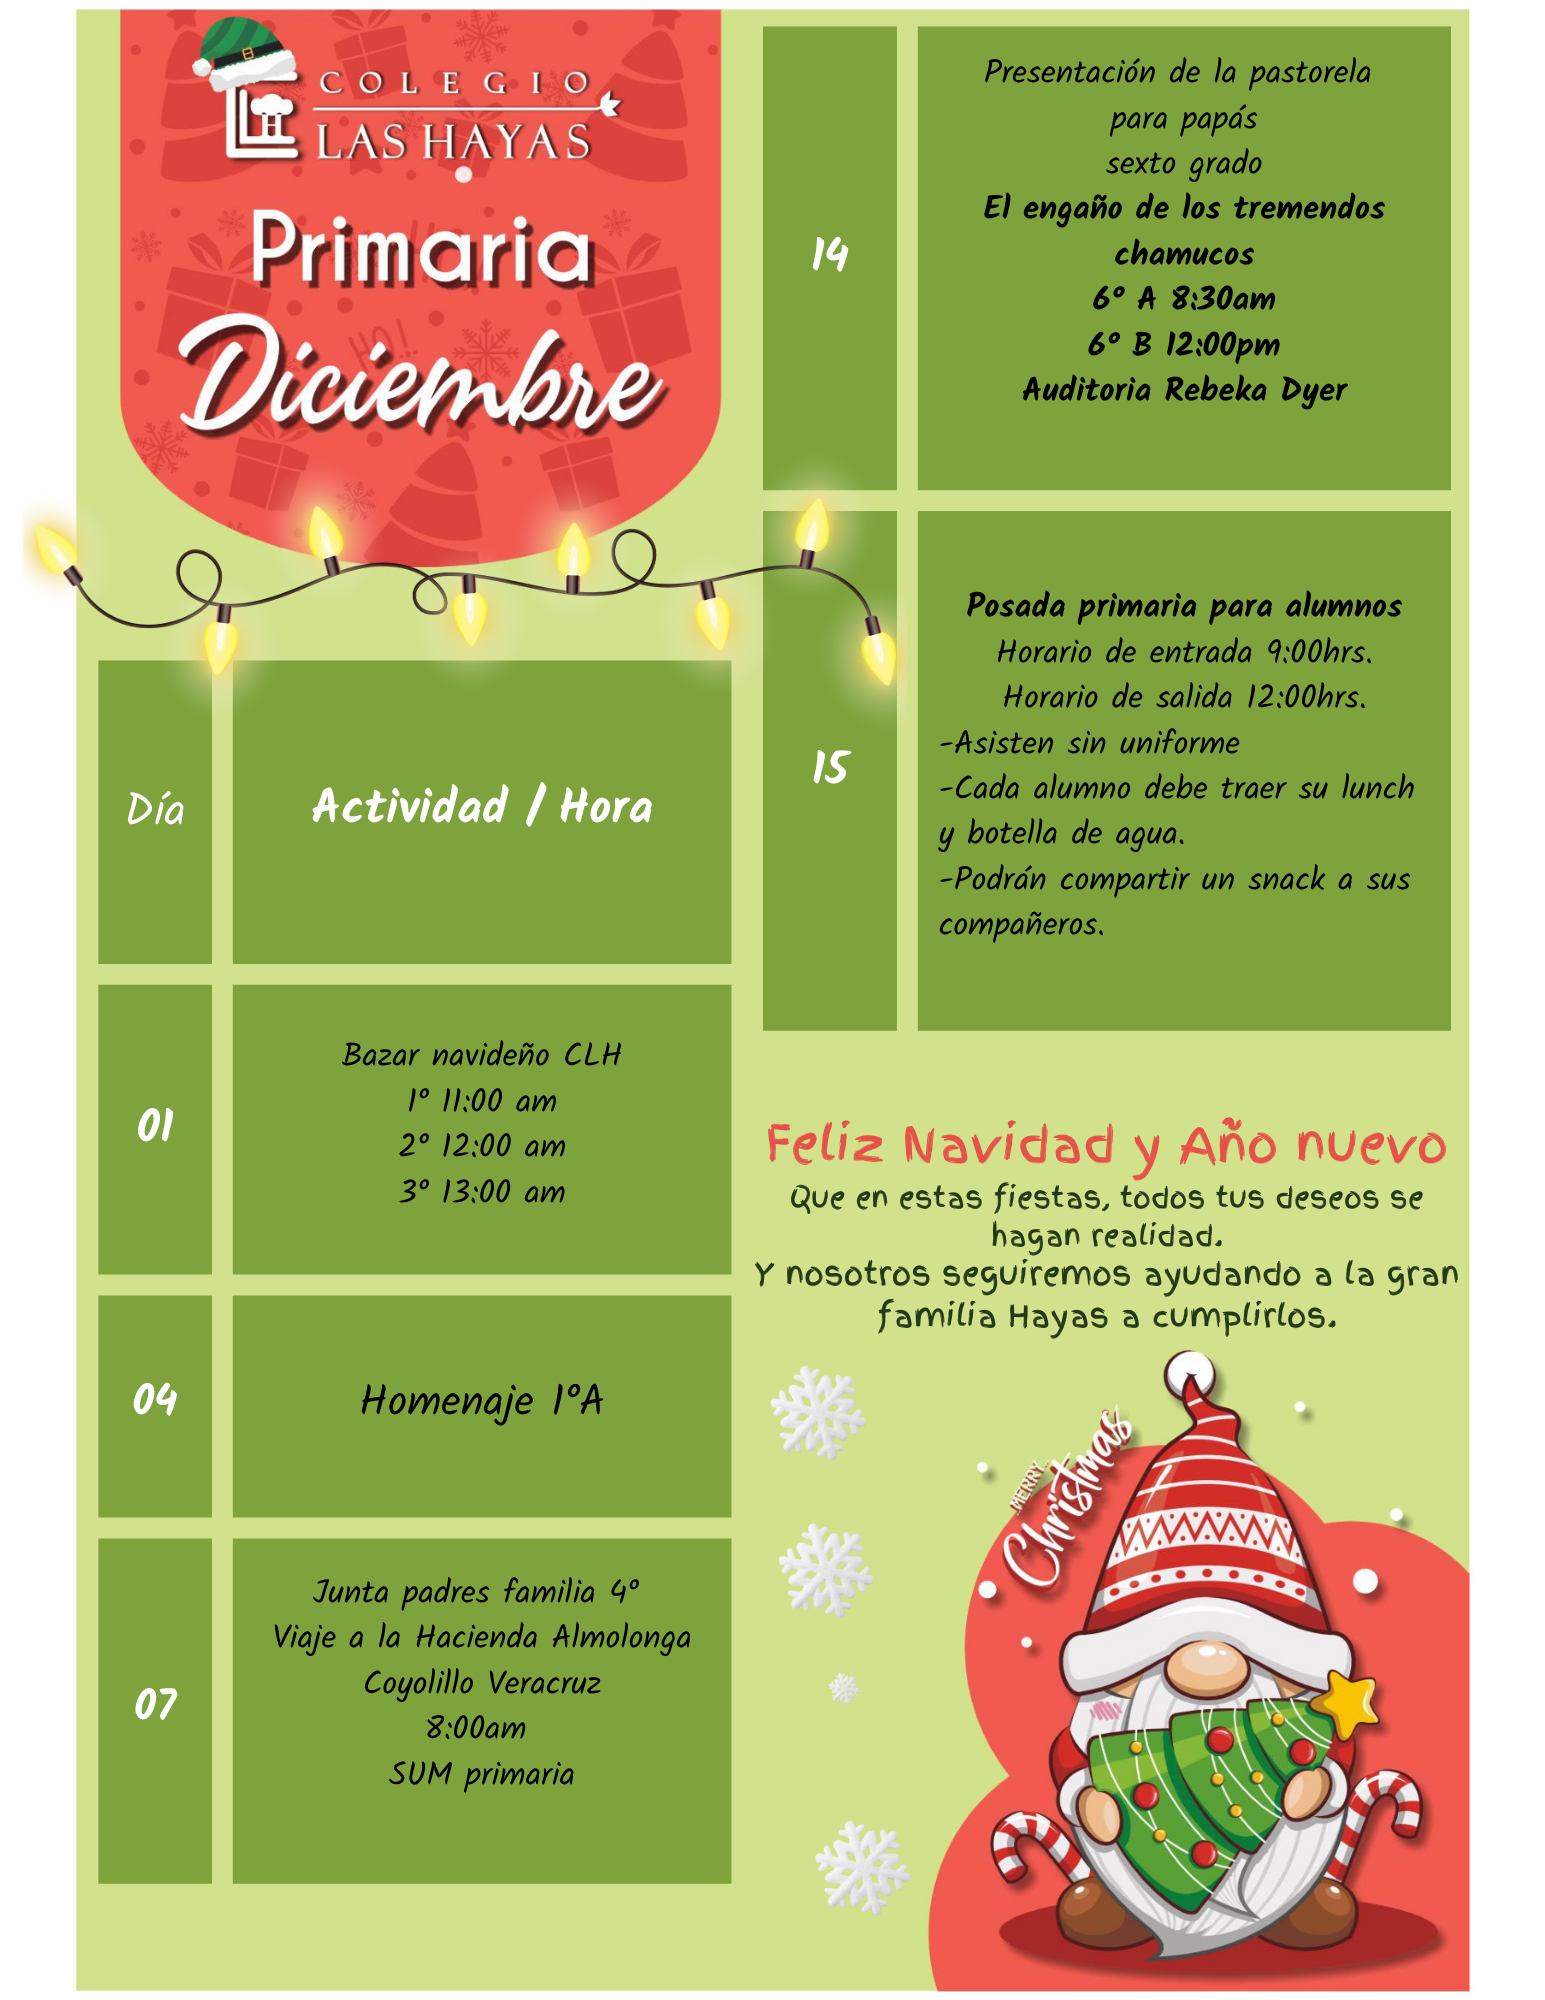 COLEGIO
LAS HAYAS
Primaria
Diciembre
Día
Actividad / Hora
01
Bazar navideño CLH
1° 11:00 am
2° 12:00 am
3° 13:00 am
04
Homenaje 1°A
07
Junta padres familia 4°
Viaje a la Hacienda Almolonga
Coyolillo Veracruz
8:00am
SUM primaria
14
Presentación de la pastorela
para papás
sexto grado
El engaño de los tremendos
chamucos
6° A 8:30am
6° B 12:00pm
Auditoria Rebeka Dyer
15
Posada primaria para alumnos
Horario de entrada 9:00hrs.
Horario de salida 12:00hrs.
-Asisten sin uniforme
-Cada alumno debe traer su lunch
y botella de agua.
-Podrán compartir un snack a sus
compañeros.
Feliz Navidad y Año nuevo
Que en estas fiestas, todos tus deseos se
hagan realidad.
Y nosotros seguiremos ayudando a la gran
familia Hayas a cumplirlos.
MERRY
Christmas